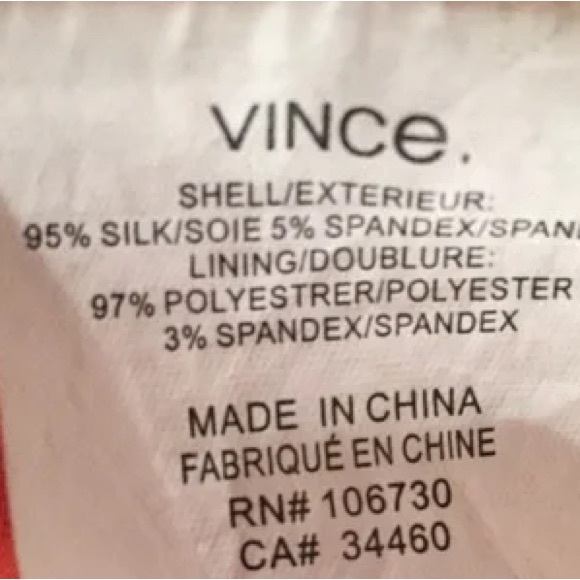 VINCe.
SHELL/EXTERIEUR:
95% SILK/SOIE 5% SPANDEX/SPAN
LINING/DOUBLURE:
97% POLYESTRER/POLYESTER
3% SPANDEX/SPANDEX
MADE IN CHINA
FABRIQUÉ EN CHINE
RN# 106730
CA# 34460